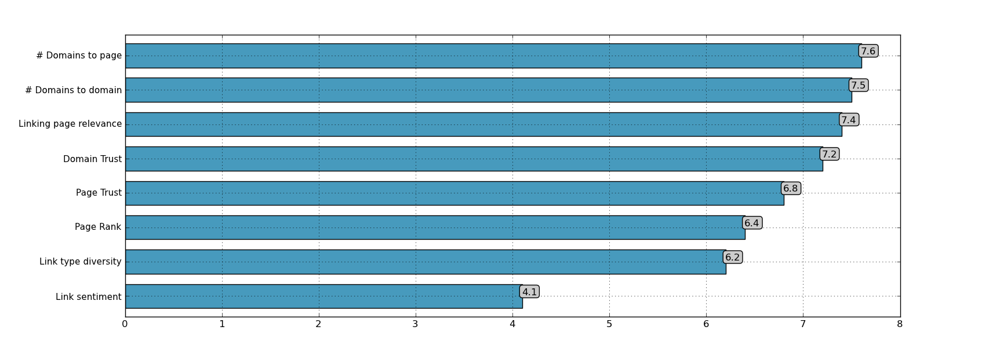 # Domains to page
7.6
# Domains to domain
7.5
Linking page relevance
7.4
Domain Trust
7.2
Page Trust
6.8
Page Rank
6.4
Link type diversity
6.2
Link sentiment
4.1
0 1 2 3 4 5 6 7 8